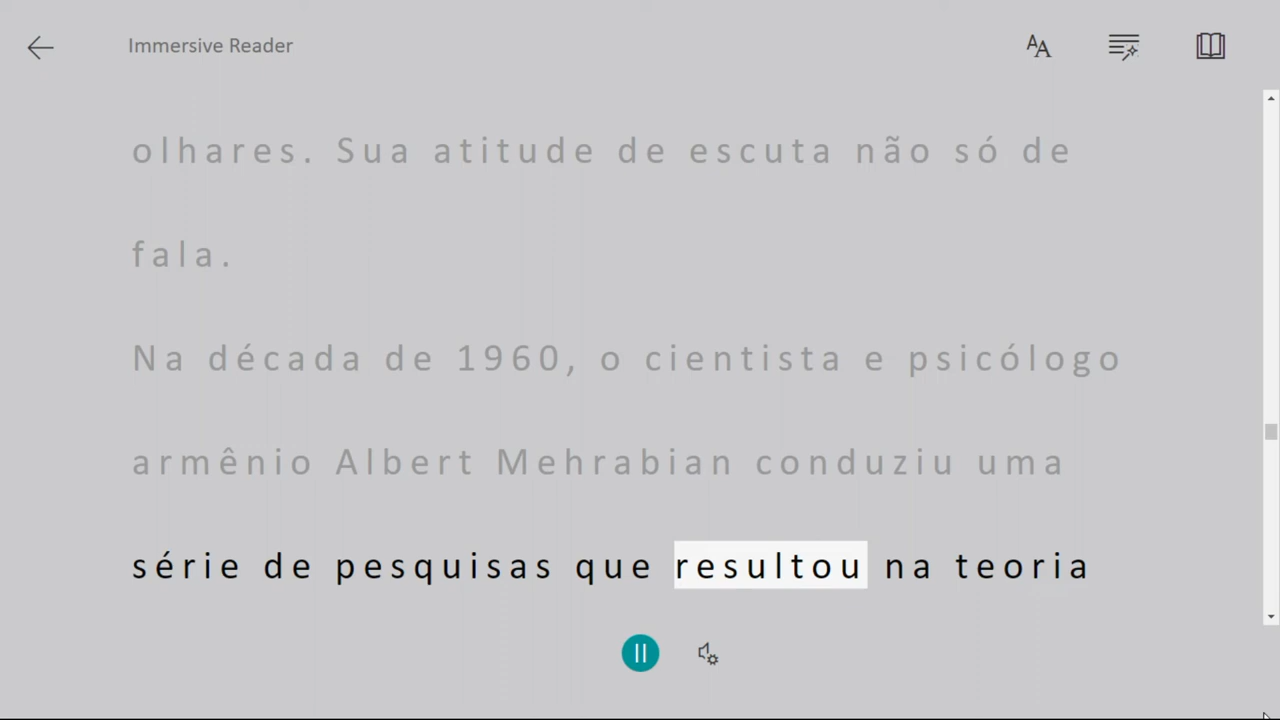 Immersive Reader
olhares. Sua atitude de escuta não só de
fala.
Na década de 1960, o cientista e psicólogo
armênio Albert Mehrabian conduziu uma
série de pesquisas que resultou na teoria